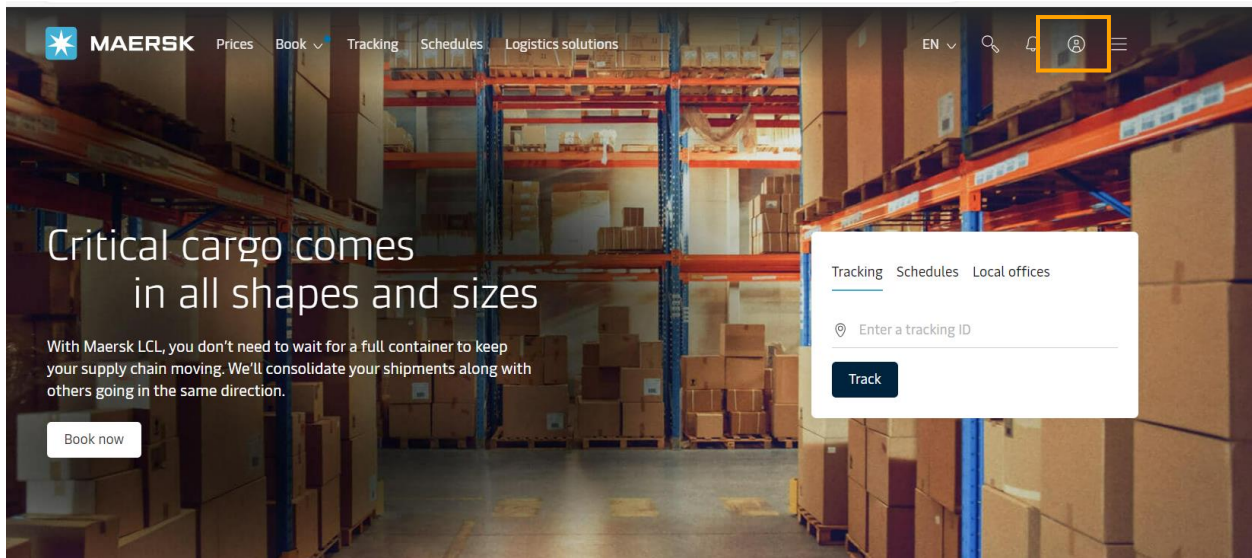 MAERSK Prices Book Tracking Schedules Logistics solutions EN
Critical cargo comes
in all shapes and sizes
With Maersk LCL, you don't need to wait for a full container to keep
your supply chain moving. We'll consolidate your shipments along with
others going in the same direction.
Book now
Tracking Schedules Local offices
Enter a tracking ID
Track